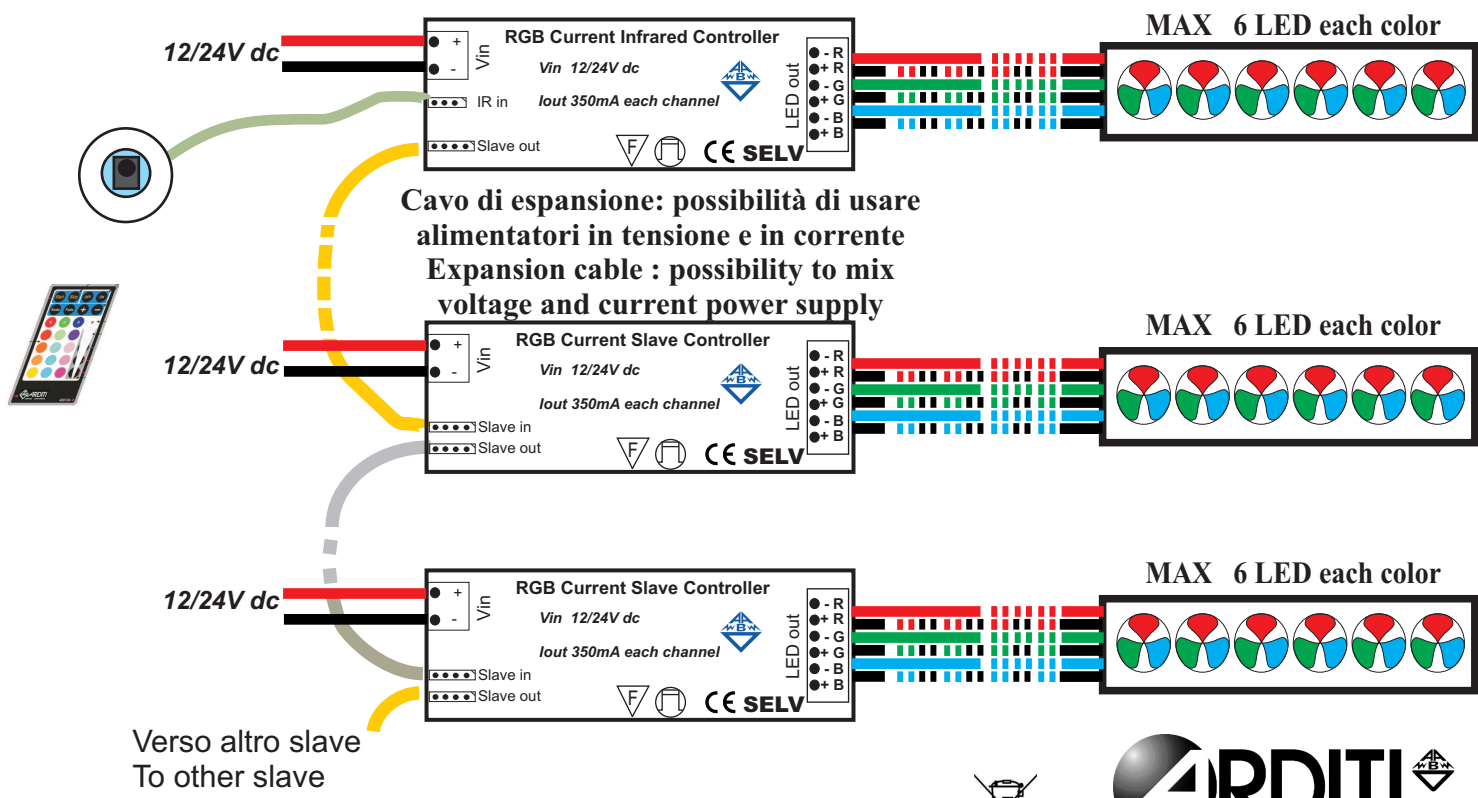 MAX 6 LED each color
12/24V dc
+
-
Vin
RGB Current Infrared Controller
Vin 12/24V dc
Iout 350mA each channel
IR in
Slave out
F
CE SELV
LED out
- R
+ R
- G
+ G
- B
+ B
Cavo di espansione: possibilità di usare
alimentatori in tensione e in corrente
Expansion cable : possibility to mix
voltage and current power supply
MAX 6 LED each color
12/24V dc
+
-
Vin
RGB Current Slave Controller
Vin 12/24V dc
Iout 350mA each channel
Slave in
Slave out
F
CE SELV
LED out
- R
+ R
- G
+ G
- B
+ B
ARDITI
MAX 6 LED each color
12/24V dc
+
-
Vin
RGB Current Slave Controller
Vin 12/24V dc
Iout 350mA each channel
Slave in
Slave out
F
CE SELV
LED out
- R
+ R
- G
+ G
- B
+ B
Verso altro slave
To other slave
ARDITI